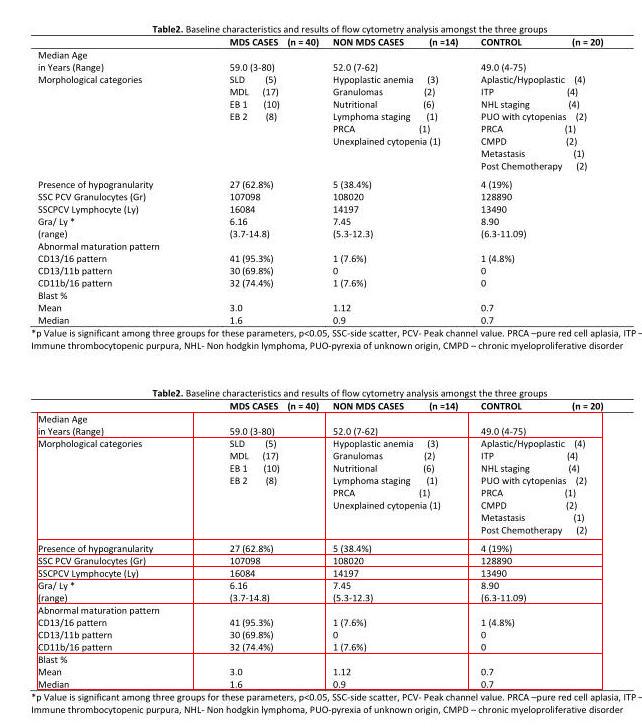 Table2. Baseline characteristics and results of flow cytometry analysis amongst the three groups
MDS CASES (n = 40) NON MDS CASES (n =14) CONTROL (n = 20)
Median Age
in Years (Range) 59.0 (3-80) 52.0 (7-62) 49.0 (4-75)
Morphological categories SLD (5) Hypoplastic anemia (3) Aplastic/Hypoplastic (4)
MDL (17) Granulomas (2) ITP (4)
EB 1 (10) Nutritional (6) NHL staging (4)
EB 2 (8) Lymphoma staging (1) PUO with cytopenias (2)
PRCA (1) PRCA (1)
Unexplained cytopenia (1) CMPD (2)
Metastasis (1)
Post Chemotherapy (2)
Presence of hypogranularity 27 (62.8%) 5 (38.4%) 4 (19%)
SSC PCV Granulocytes (Gr) 107098 108020 128890
SSCPCV Lymphocyte (Ly) 16084 14197 13490
Gra/ Ly * 6.16 7.45 8.90
(range) (3.7-14.8) (5.3-12.3) (6.3-11.09)
Abnormal maturation pattern
CD13/16 pattern 41 (95.3%) 1 (7.6%) 1 (4.8%)
CD13/11b pattern 30 (69.8%) 0 0
CD11b/16 pattern 32 (74.4%) 1 (7.6%) 0
Blast %
Mean 3.0 1.12 0.7
Median 1.6 0.9 0.7
*p Value is significant among three groups for these parameters, p<0.05, SSC-side scatter, PCV- Peak channel value. PRCA –pure red cell aplasia, ITP –
Immune thrombocytopenic purpura, NHL- Non hodgkin lymphoma, PUO-pyrexia of unknown origin, CMPD – chronic myeloproliferative disorder
Table2. Baseline characteristics and results of flow cytometry analysis amongst the three groups
MDS CASES (n = 40) NON MDS CASES (n =14) CONTROL (n = 20)
Median Age
in Years (Range) 59.0 (3-80) 52.0 (7-62) 49.0 (4-75)
Morphological categories SLD (5) Hypoplastic anemia (3) Aplastic/Hypoplastic (4)
MDL (17) Granulomas (2) ITP (4)
EB 1 (10) Nutritional (6) NHL staging (4)
EB 2 (8) Lymphoma staging (1) PUO with cytopenias (2)
PRCA (1) PRCA (1)
Unexplained cytopenia (1) CMPD (2)
Metastasis (1)
Post Chemotherapy (2)
Presence of hypogranularity 27 (62.8%) 5 (38.4%) 4 (19%)
SSC PCV Granulocytes (Gr) 107098 108020 128890
SSCPCV Lymphocyte (Ly) 16084 14197 13490
Gra/ Ly * 6.16 7.45 8.90
(range) (3.7-14.8) (5.3-12.3) (6.3-11.09)
Abnormal maturation pattern
CD13/16 pattern 41 (95.3%) 1 (7.6%) 1 (4.8%)
CD13/11b pattern 30 (69.8%) 0 0
CD11b/16 pattern 32 (74.4%) 1 (7.6%) 0
Blast %
Mean 3.0 1.12 0.7
Median 1.6 0.9 0.7
*p Value is significant among three groups for these parameters, p<0.05, SSC-side scatter, PCV- Peak channel value. PRCA –pure red cell aplasia, ITP –
Immune thrombocytopenic purpura, NHL- Non hodgkin lymphoma, PUO-pyrexia of unknown origin, CMPD – chronic myeloproliferative disorder